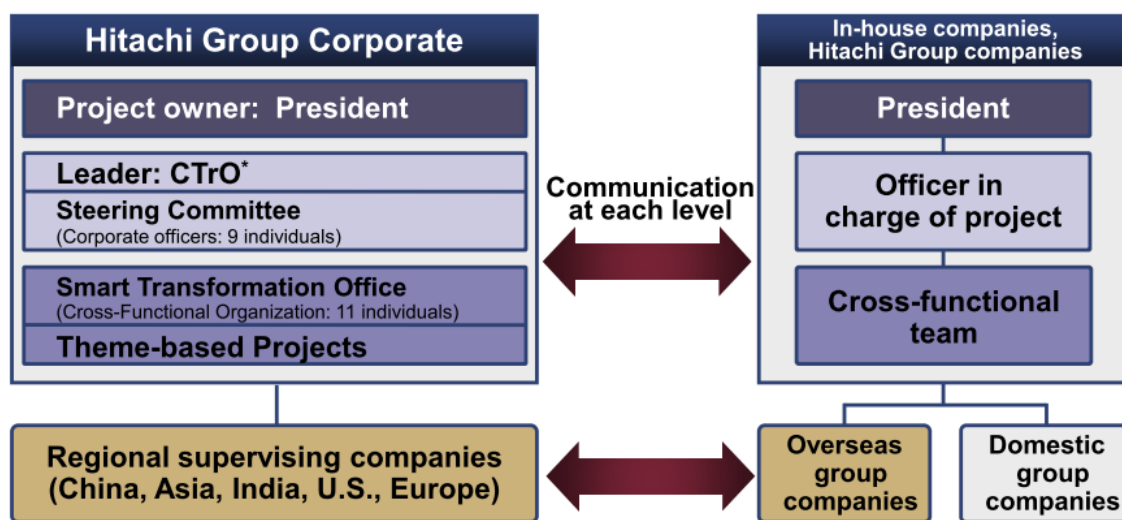 Hitachi Group Corporate
Project owner: President
Leader: CTrO*
Steering Committee
(Corporate officers: 9 individuals)
Smart Transformation Office
(Cross-Functional Organization: 11 individuals)
Theme-based Projects
Regional supervising companies
(China, Asia, India, U.S., Europe)
Communication
at each level
In-house companies,
Hitachi Group companies
President
Officer in
charge of project
Cross-functional
team
Overseas
group
companies
Domestic
group
companies